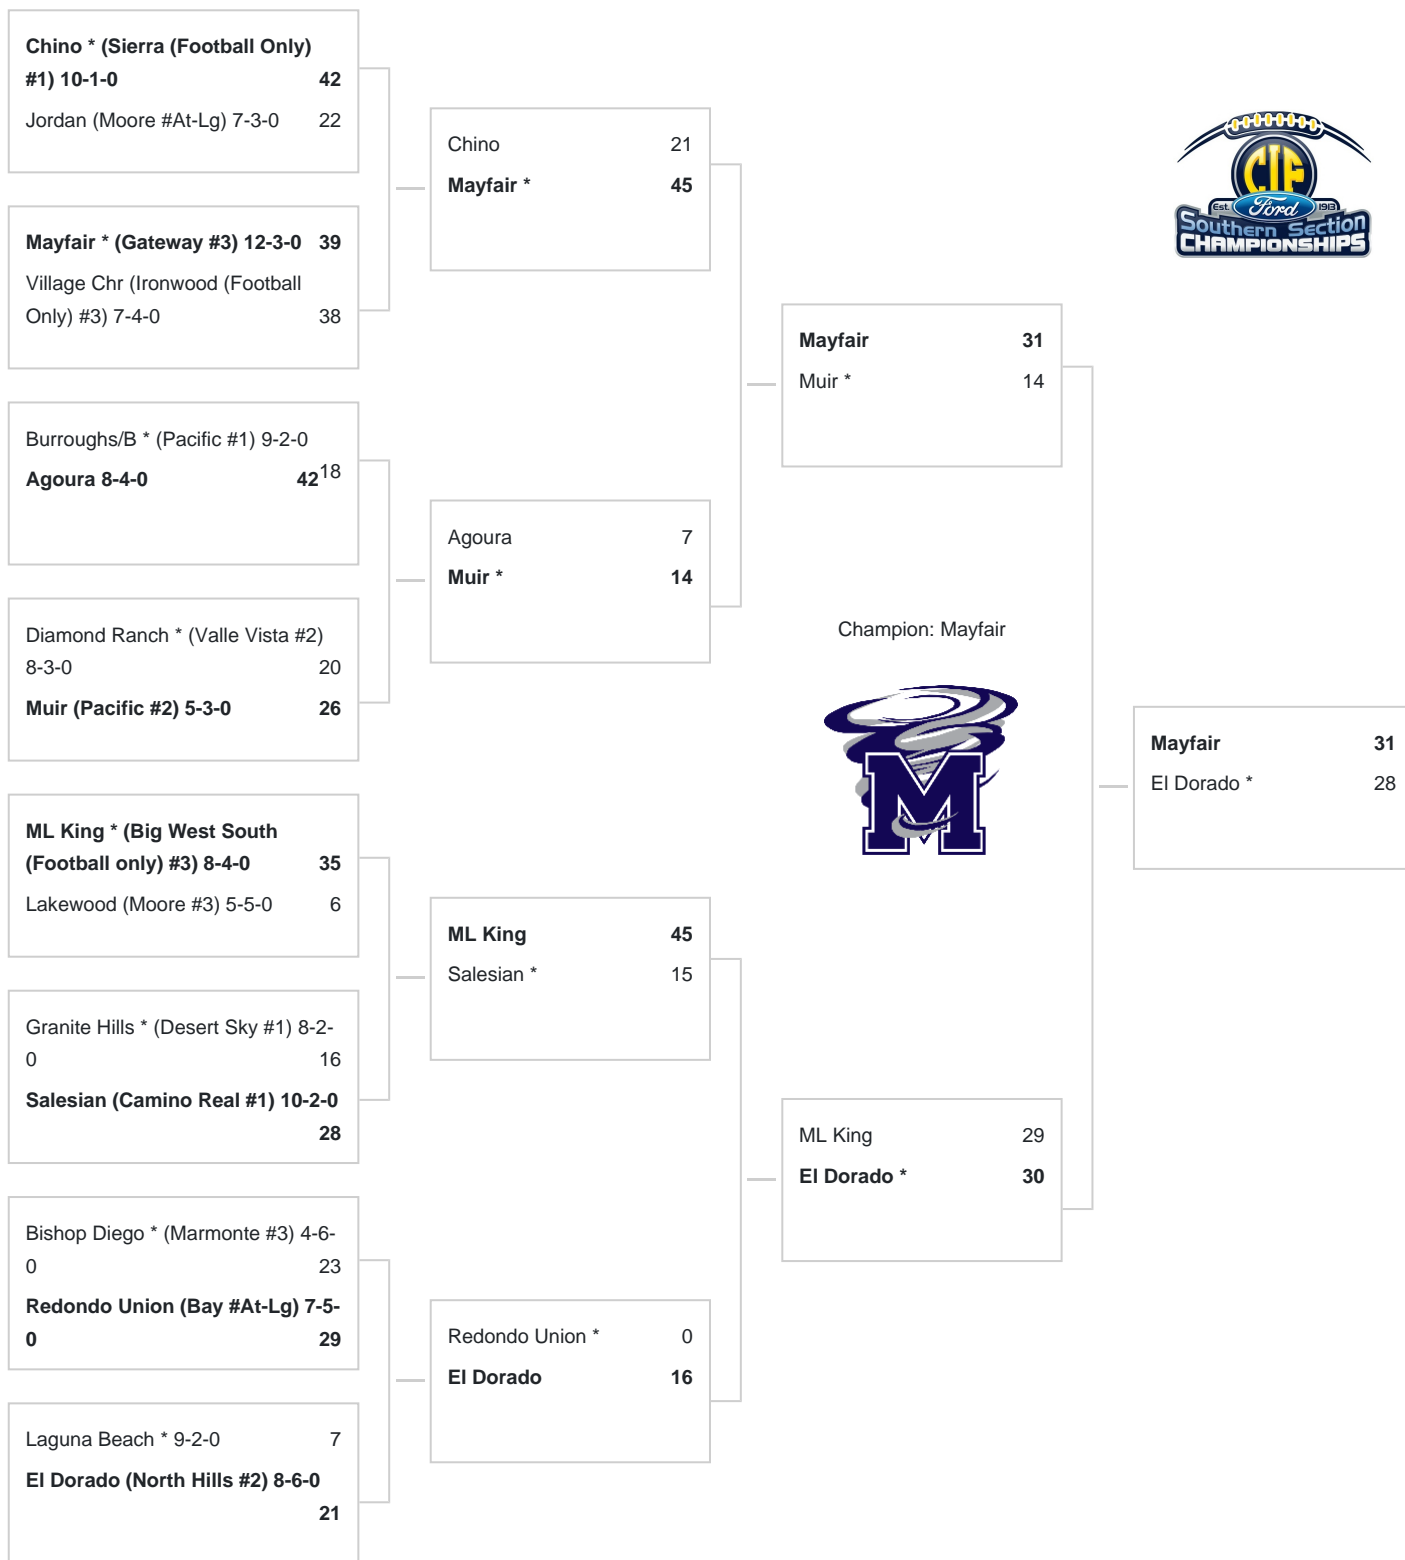 Chino * (Sierra (Football Only)
#1) 10-1-0 42
Jordan (Moore #At-Lg) 7-3-0 22
Mayfair * (Gateway #3) 12-3-0 39
Village Chr (Ironwood (Football
Only) #3) 7-4-0 38
Burroughs/B * (Pacific #1) 9-2-0
18
Agoura 8-4-0 42
Diamond Ranch * (Valle Vista #2)
8-3-0 20
Muir (Pacific #2) 5-3-0 26
ML King * (Big West South
(Football only) #3) 8-4-0 35
Lakewood (Moore #3) 5-5-0 6
Granite Hills * (Desert Sky #1) 8-2-
0 16
Salesian (Camino Real #1) 10-2-0
28
Bishop Diego * (Marmonte #3) 4-6-
0 23
Redondo Union (Bay #At-Lg) 7-5-
0 29
Laguna Beach * 9-2-0 7
El Dorado (North Hills #2) 8-6-0
21
Chino 21
Mayfair * 45
Agoura 7
Muir * 14
ML King 45
Salesian * 15
Redondo Union * 0
El Dorado 16
Mayfair 31
Muir * 14
ML King 29
El Dorado * 30
CIF
Est. Ford 1913
Southern Section
CHAMPIONSHIPS
Champion: Mayfair
M
Mayfair 31
El Dorado * 28